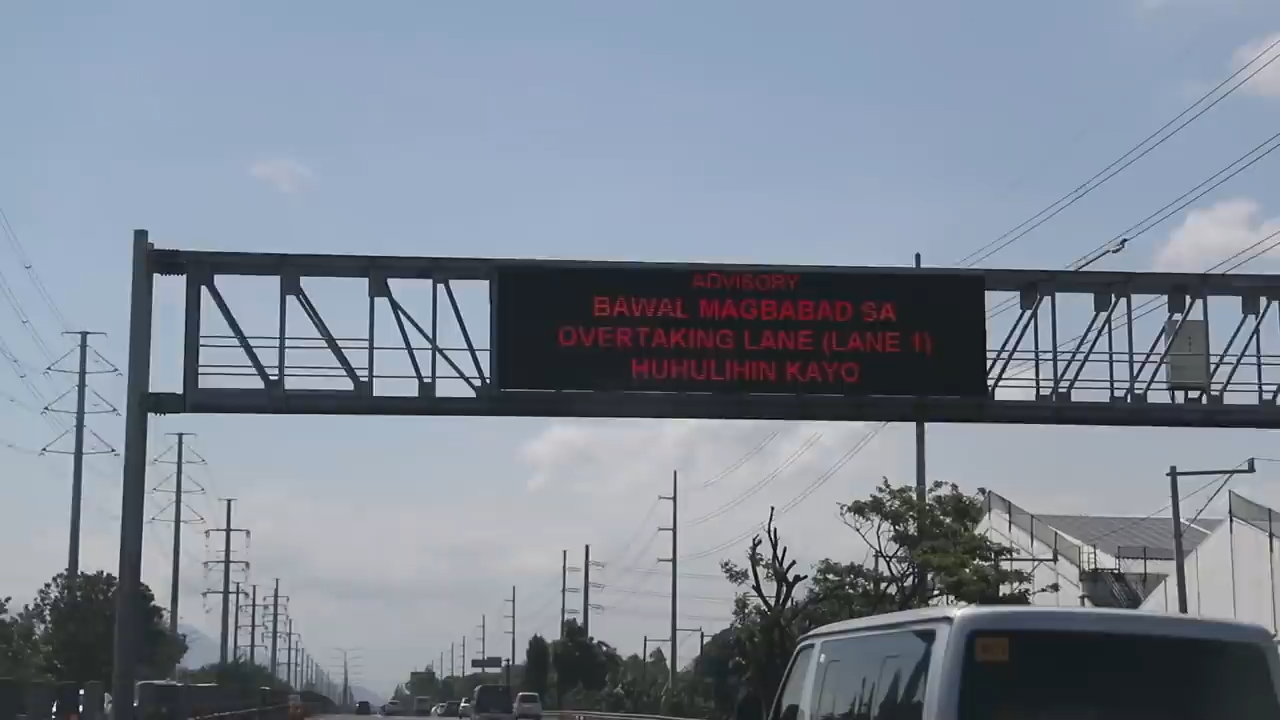 ADVISORY
BAWAL MAGBABAD SA
OVERTAKING LANE (LANE 1)
HUHULIHIN KAYO